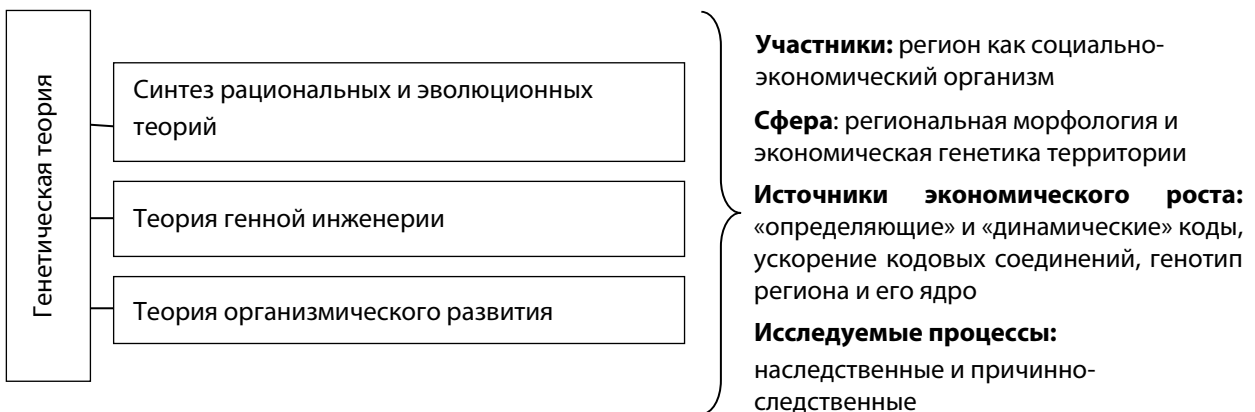 Генетическая теория
Синтез рациональных и эволюционных
теорий
Теория генной инженерии
Теория организмического развития
Участники: регион как социально-
экономический организм
Сфера: региональная морфология и
экономическая генетика территории
Источники экономического роста:
«определяющие» и «динамические» коды,
ускорение кодовых соединений, генотип
региона и его ядро
Исследуемые процессы:
наследственные и причинно-
следственные